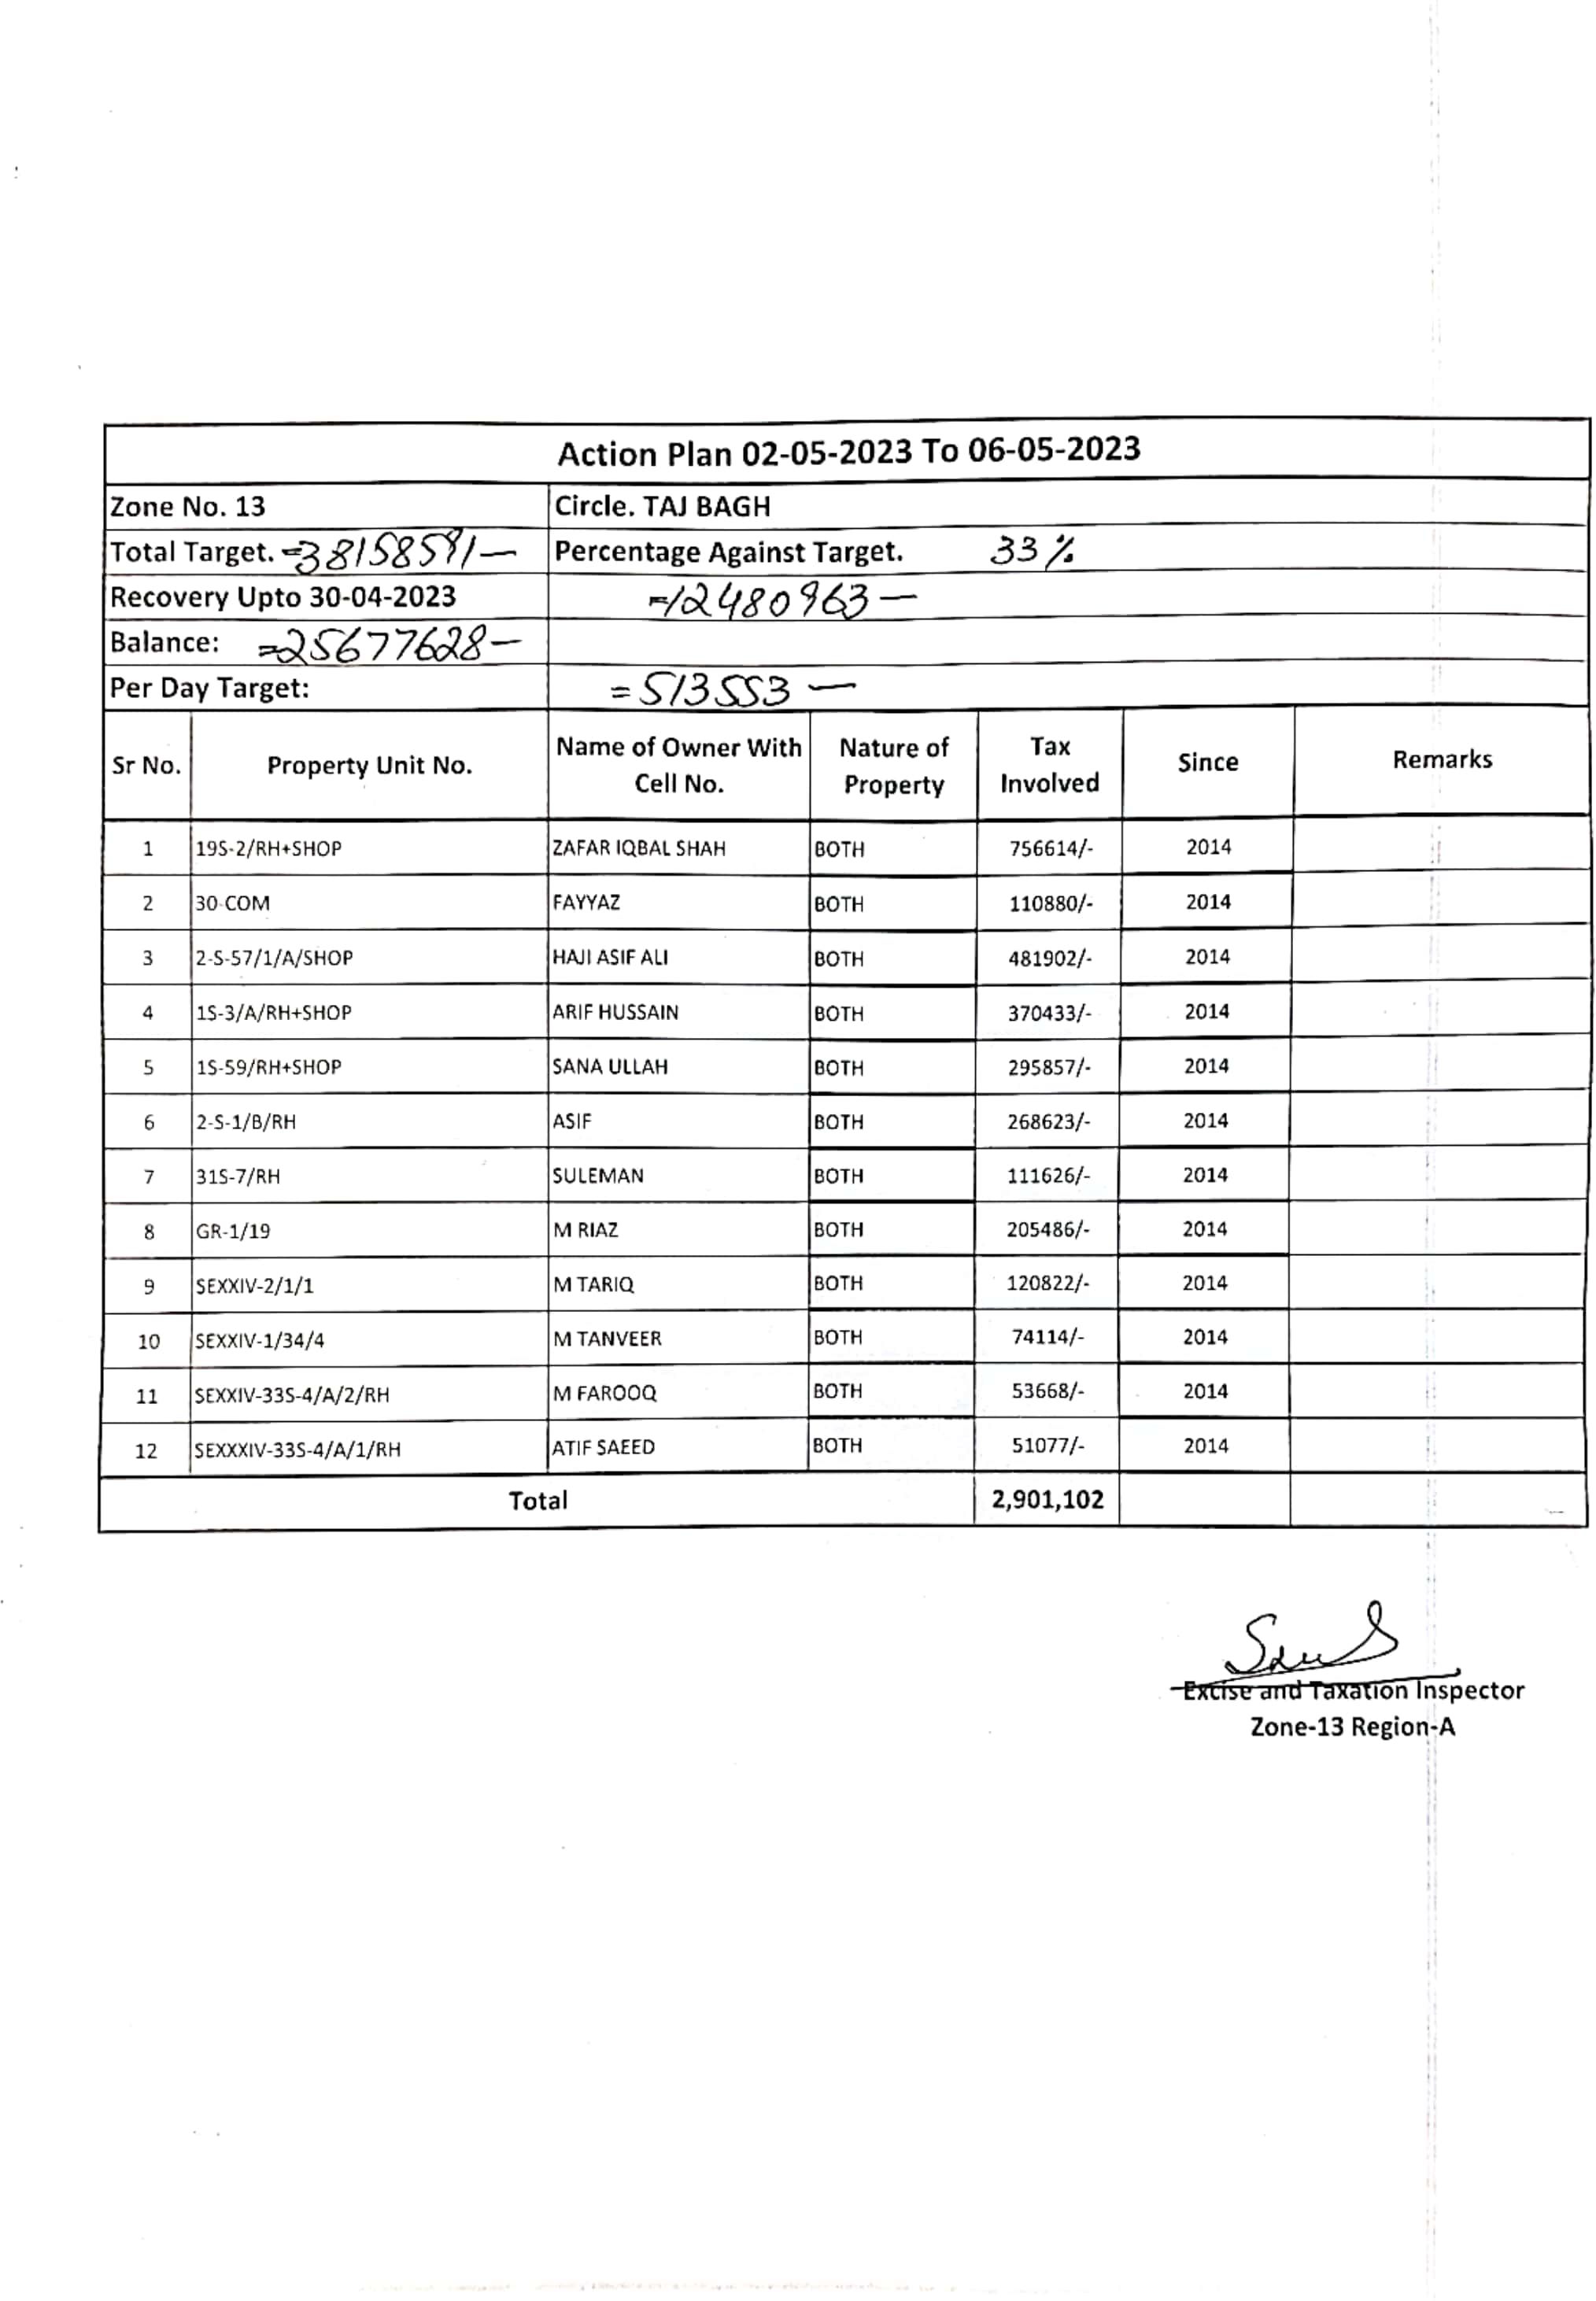 Action Plan 02-05-2023 To 06-05-2023
Zone No. 13 Circle. TAJ BAGH
Total Target. =38158591— Percentage Against Target. 33%
Recovery Upto 30-04-2023 =12480963—
Balance: =25677628—
Per Day Target: =513553—
Sr No. Property Unit No. Name of Owner With Cell No. Nature of Property Tax Involved Since Remarks
1 19S-2/RH+SHOP ZAFAR IQBAL SHAH BOTH 756614/- 2014
2 30-COM FAYYAZ BOTH 110880/- 2014
3 2-S-57/1/A/SHOP HAJI ASIF ALI BOTH 481902/- 2014
4 1S-3/A/RH+SHOP ARIF HUSSAIN BOTH 370433/- 2014
5 1S-59/RH+SHOP SANA ULLAH BOTH 295857/- 2014
6 2-S-1/B/RH ASIF BOTH 268623/- 2014
7 31S-7/RH SULEMAN BOTH 111626/- 2014
8 GR-1/19 M RIAZ BOTH 205486/- 2014
9 SEXXIV-2/1/1 M TARIQ BOTH 120822/- 2014
10 SEXXIV-1/34/4 M TANVEER BOTH 74114/- 2014
11 SEXXIV-33S-4/A/2/RH M FAROOQ BOTH 53668/- 2014
12 SEXXXIV-33S-4/A/1/RH ATIF SAEED BOTH 51077/- 2014
Total 2,901,102
Excise and Taxation Inspector
Zone-13 Region-A